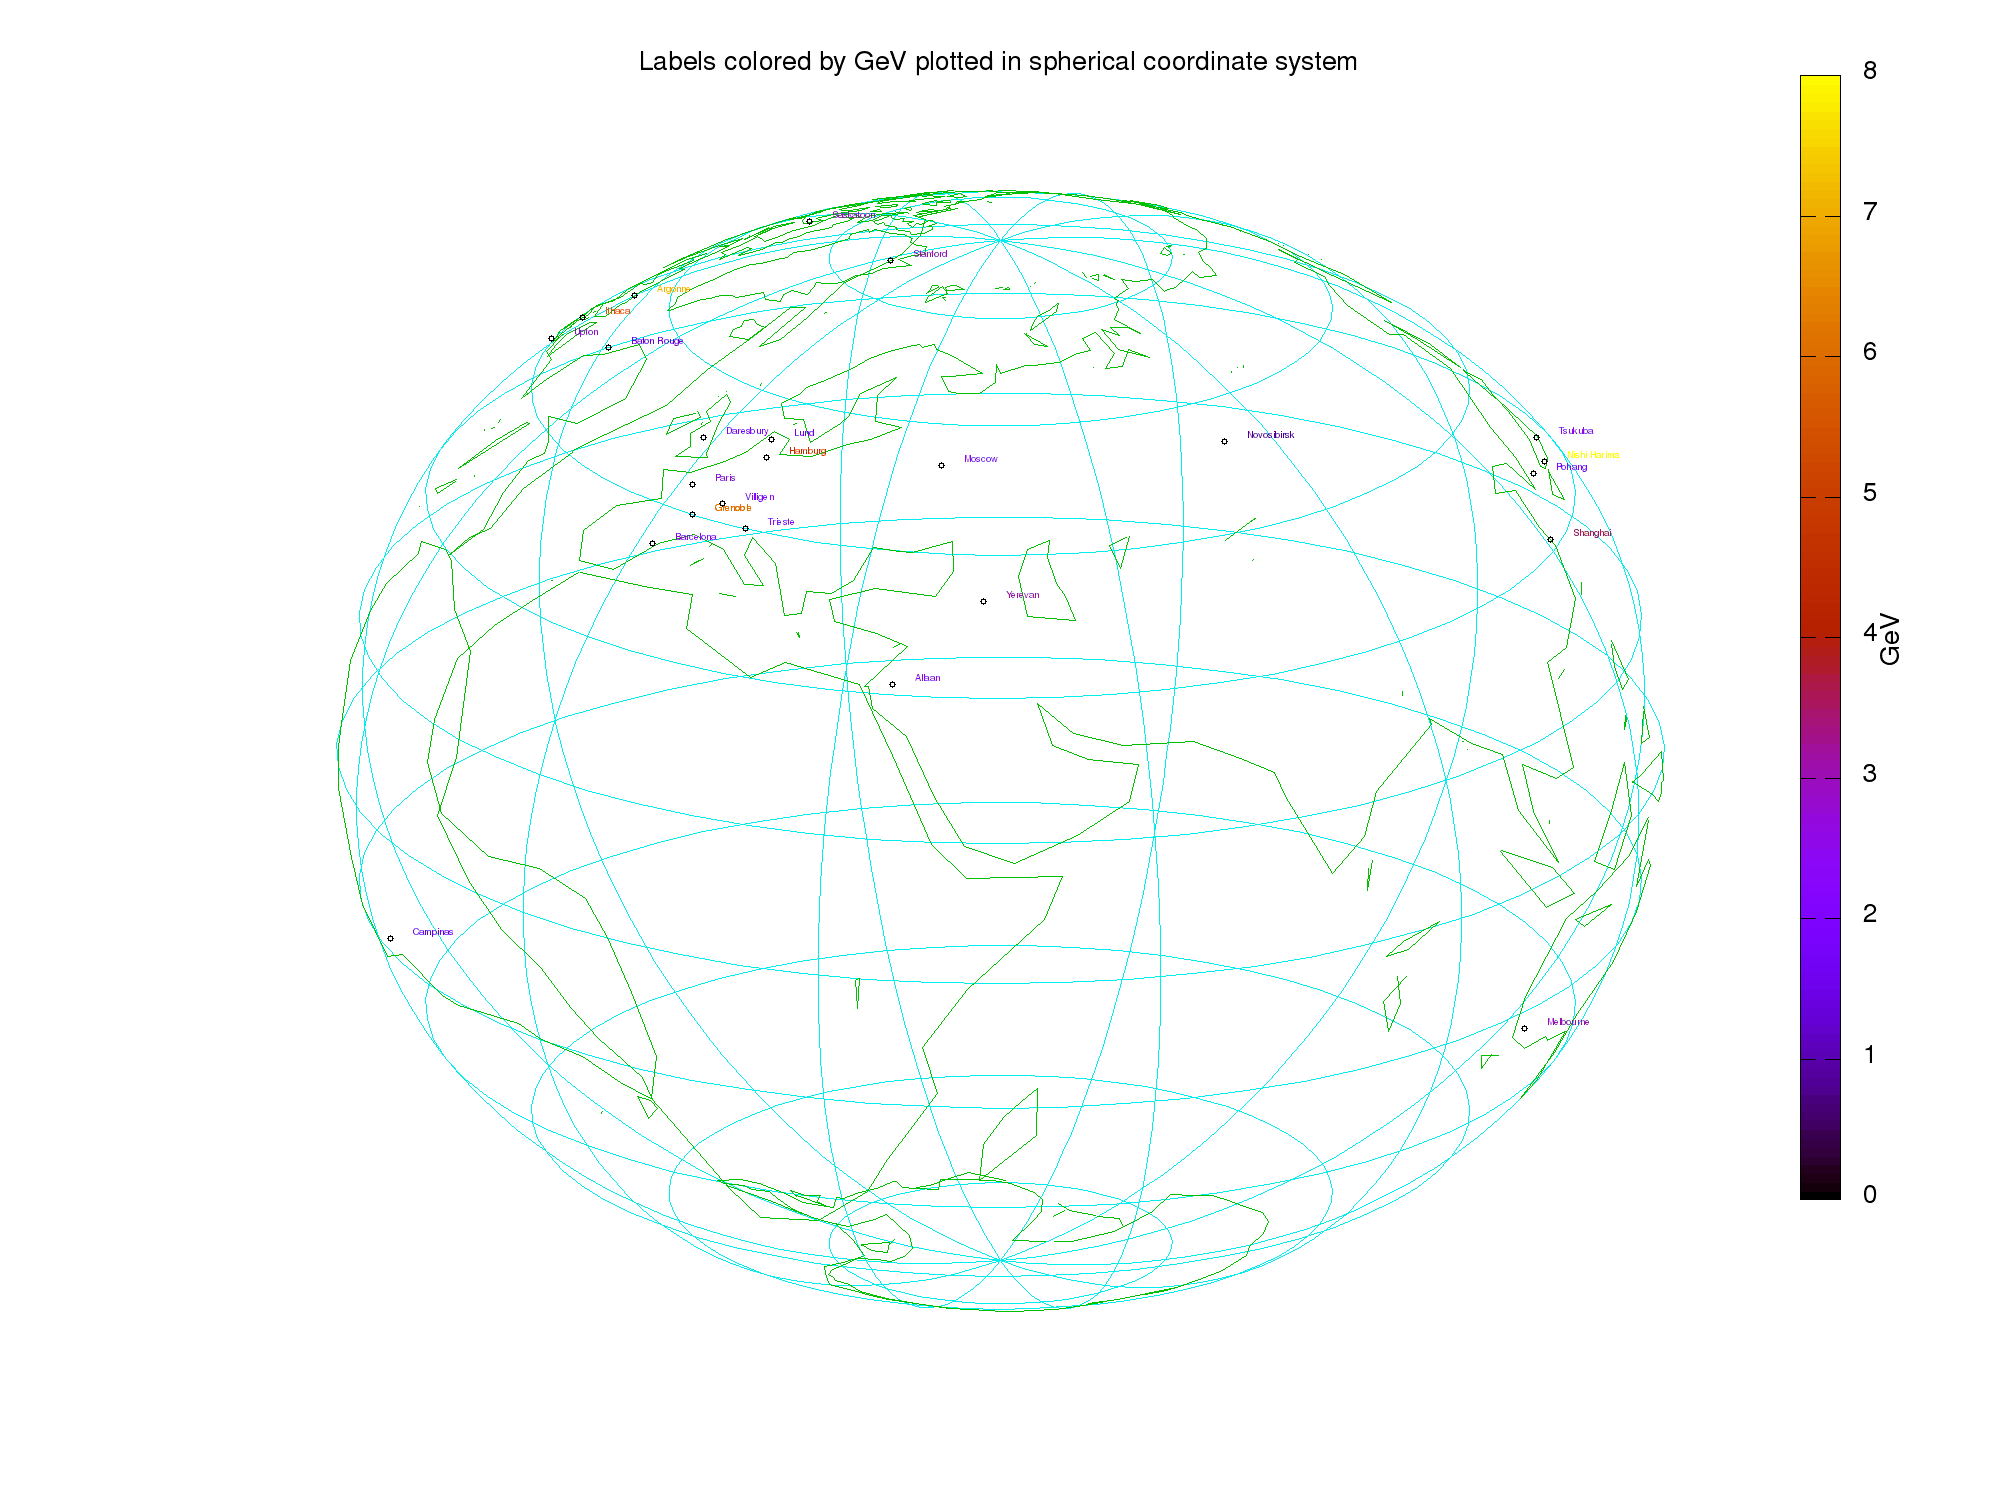 Labels colored by GeV plotted in spherical coordinate system
8
7
6
5
4
3
2
1
0
GeV
Saskatoon
Stanford
Argonne
Ithaca
Upton
Baton Rouge
Daresbury
Lund
Hamburg
Paris
Villigen
Grenoble
Trieste
Barcelona
Moscow
Novosibirsk
Tsukuba
Nishi Harima
Pohang
Shanghai
Yerevan
Allaan
Campinas
Melbourne